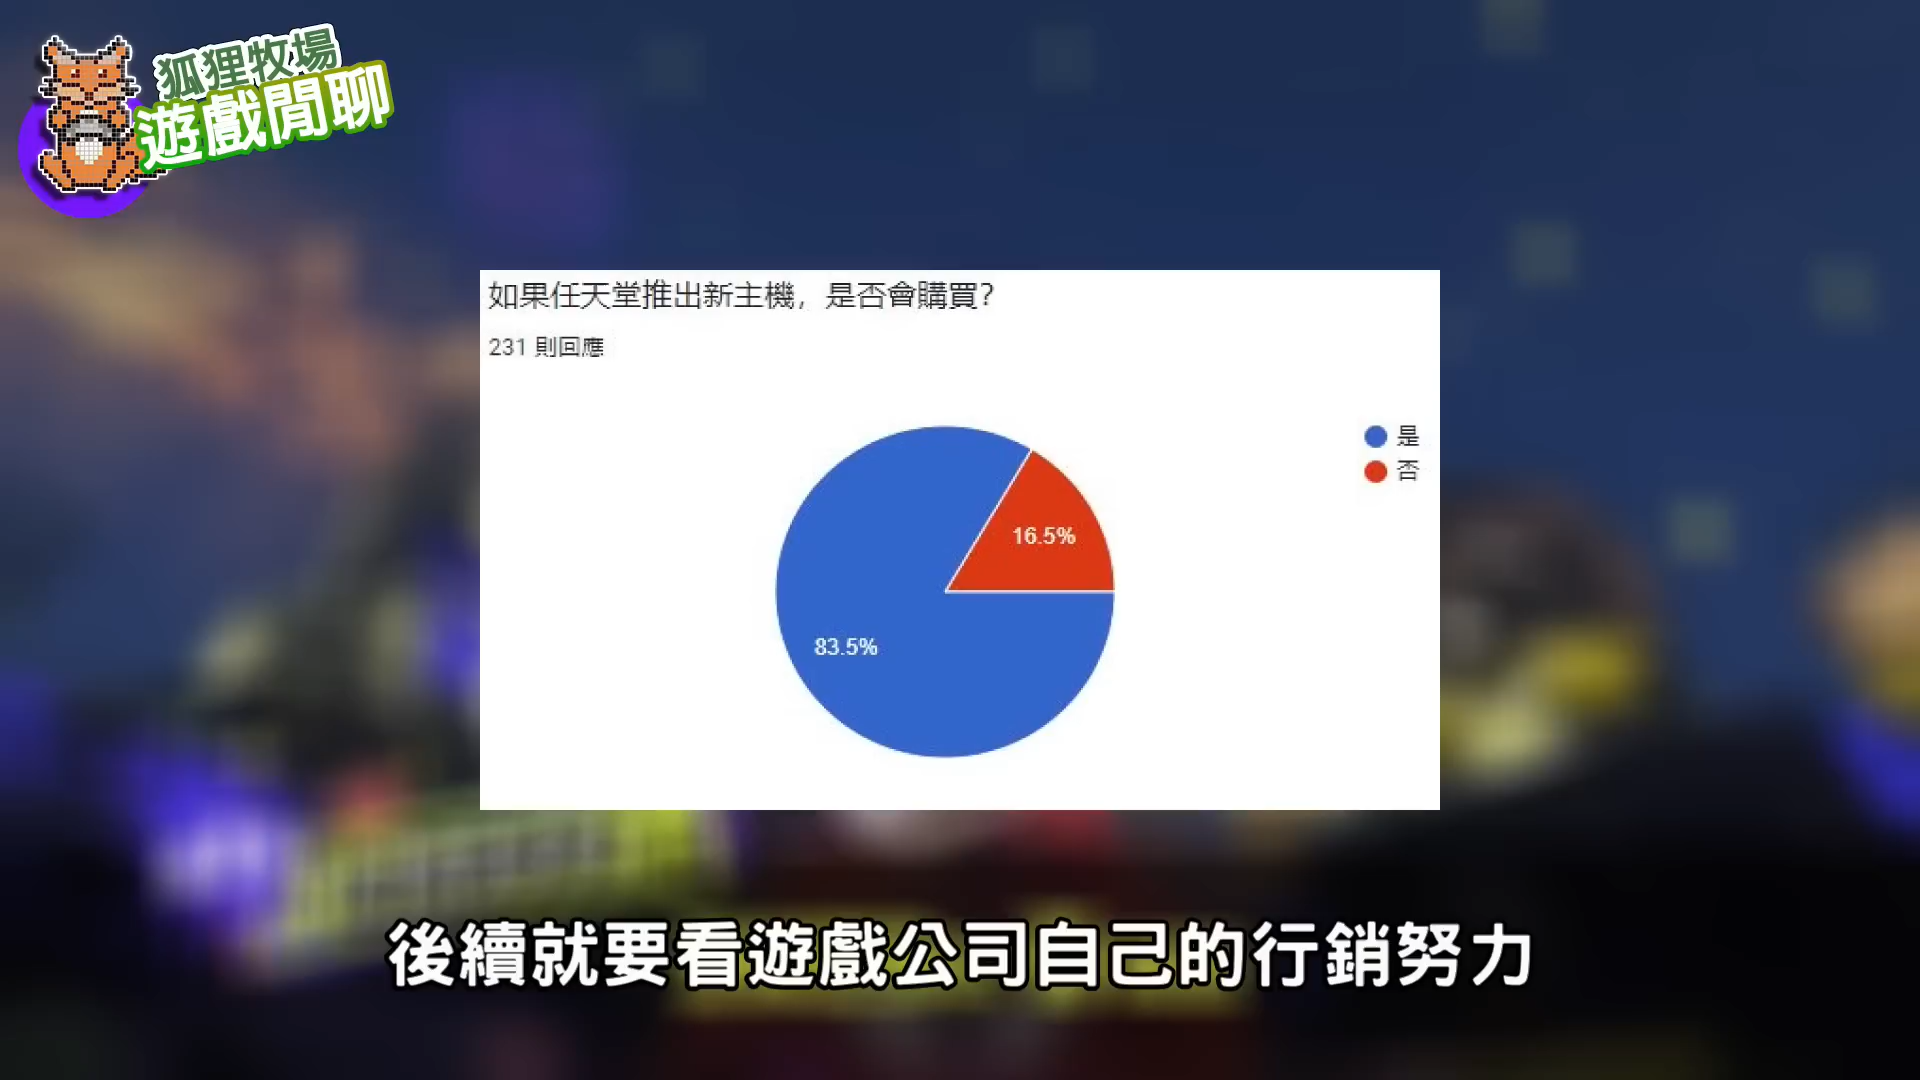 狐狸牧場
遊戲閒聊
如果任天堂推出新主機，是否會購買?
231 則回應
是
否
16.5%
83.5%
後續就要看遊戲公司自己的行銷努力